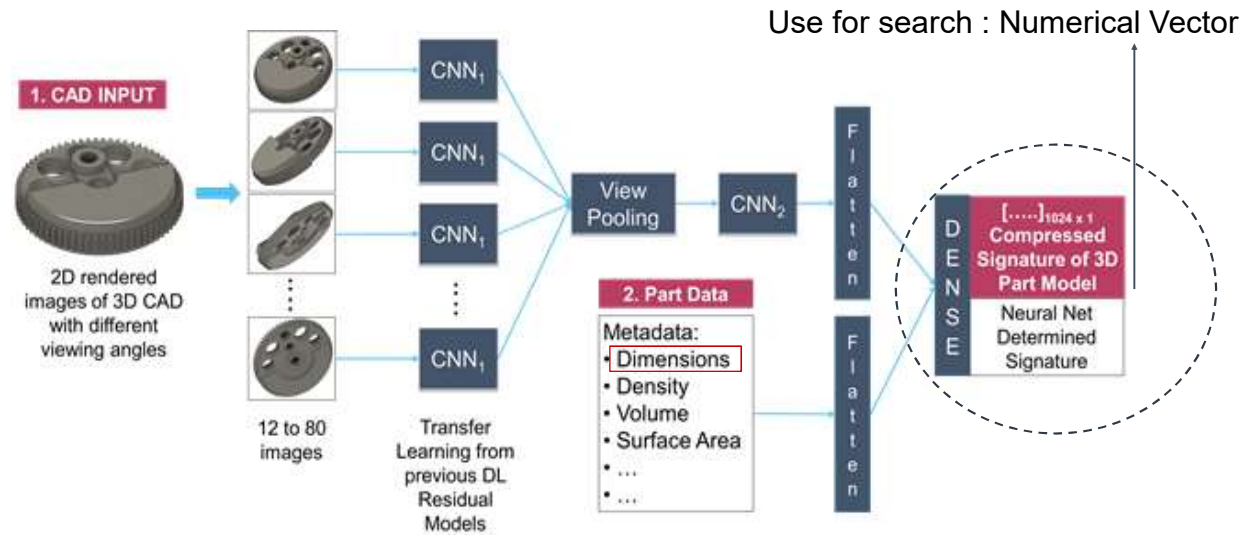 Use for search : Numerical Vector
1. CAD INPUT
2D rendered
images of 3D CAD
with different
viewing angles
12 to 80
images
CNN1
CNN1
CNN1
CNN1
Transfer
Learning from
previous DL
Residual
Models
View
Pooling
CNN2
2. Part Data
Metadata:
• Dimensions
• Density
• Volume
• Surface Area
• ...
• ...
Flatten
Flatten
DENSE
[.....]1024 x 1
Compressed
Signature of 3D
Part Model
Neural Net
Determined
Signature